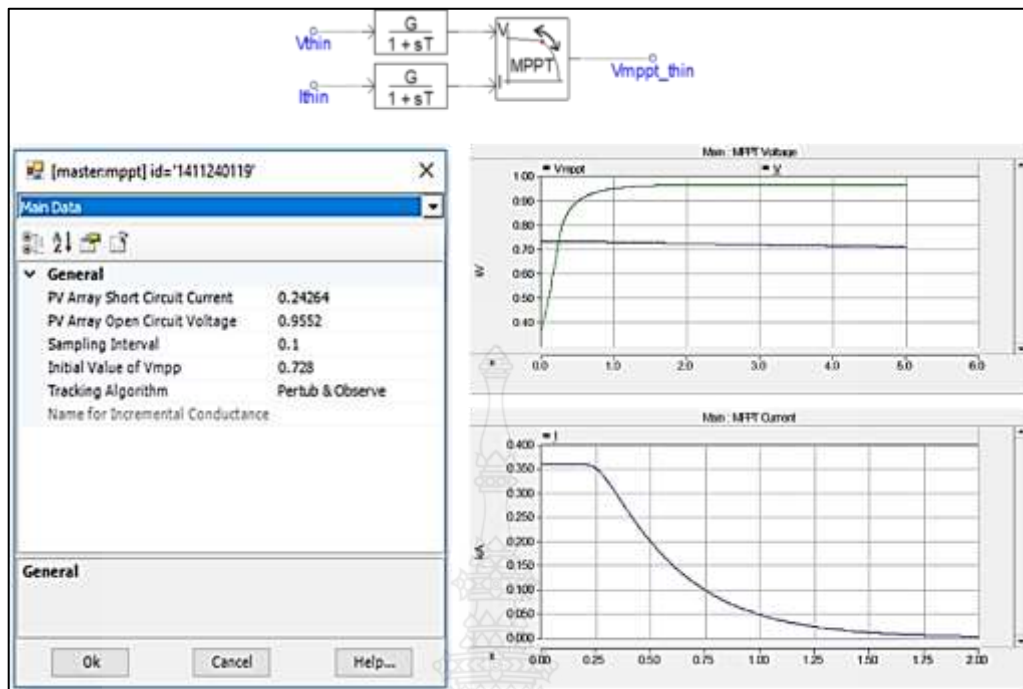 Vthin
G
1 + sT
V
MPPT
Vmppt_thin
Ithin
G
1 + sT
I
[master:mppt] id='1411240119'
Main Data
General
PV Array Short Circuit Current 0.24264
PV Array Open Circuit Voltage 0.9552
Sampling Interval 0.1
Initial Value of Vmpp 0.728
Tracking Algorithm Pertub & Observe
Name for Incremental Conductance
General
Ok Cancel Help...
Main : MPPT Voltage
Vmppt V
1.00
0.90
0.80
0.70
0.60
0.50
0.40
kV
x 0.0 1.0 2.0 3.0 4.0 5.0 6.0
Main : MPPT Current
I
0.400
0.350
0.300
0.250
0.200
0.150
0.100
0.050
0.000
kA
x 0.00 0.25 0.50 0.75 1.00 1.25 1.50 1.75 2.00